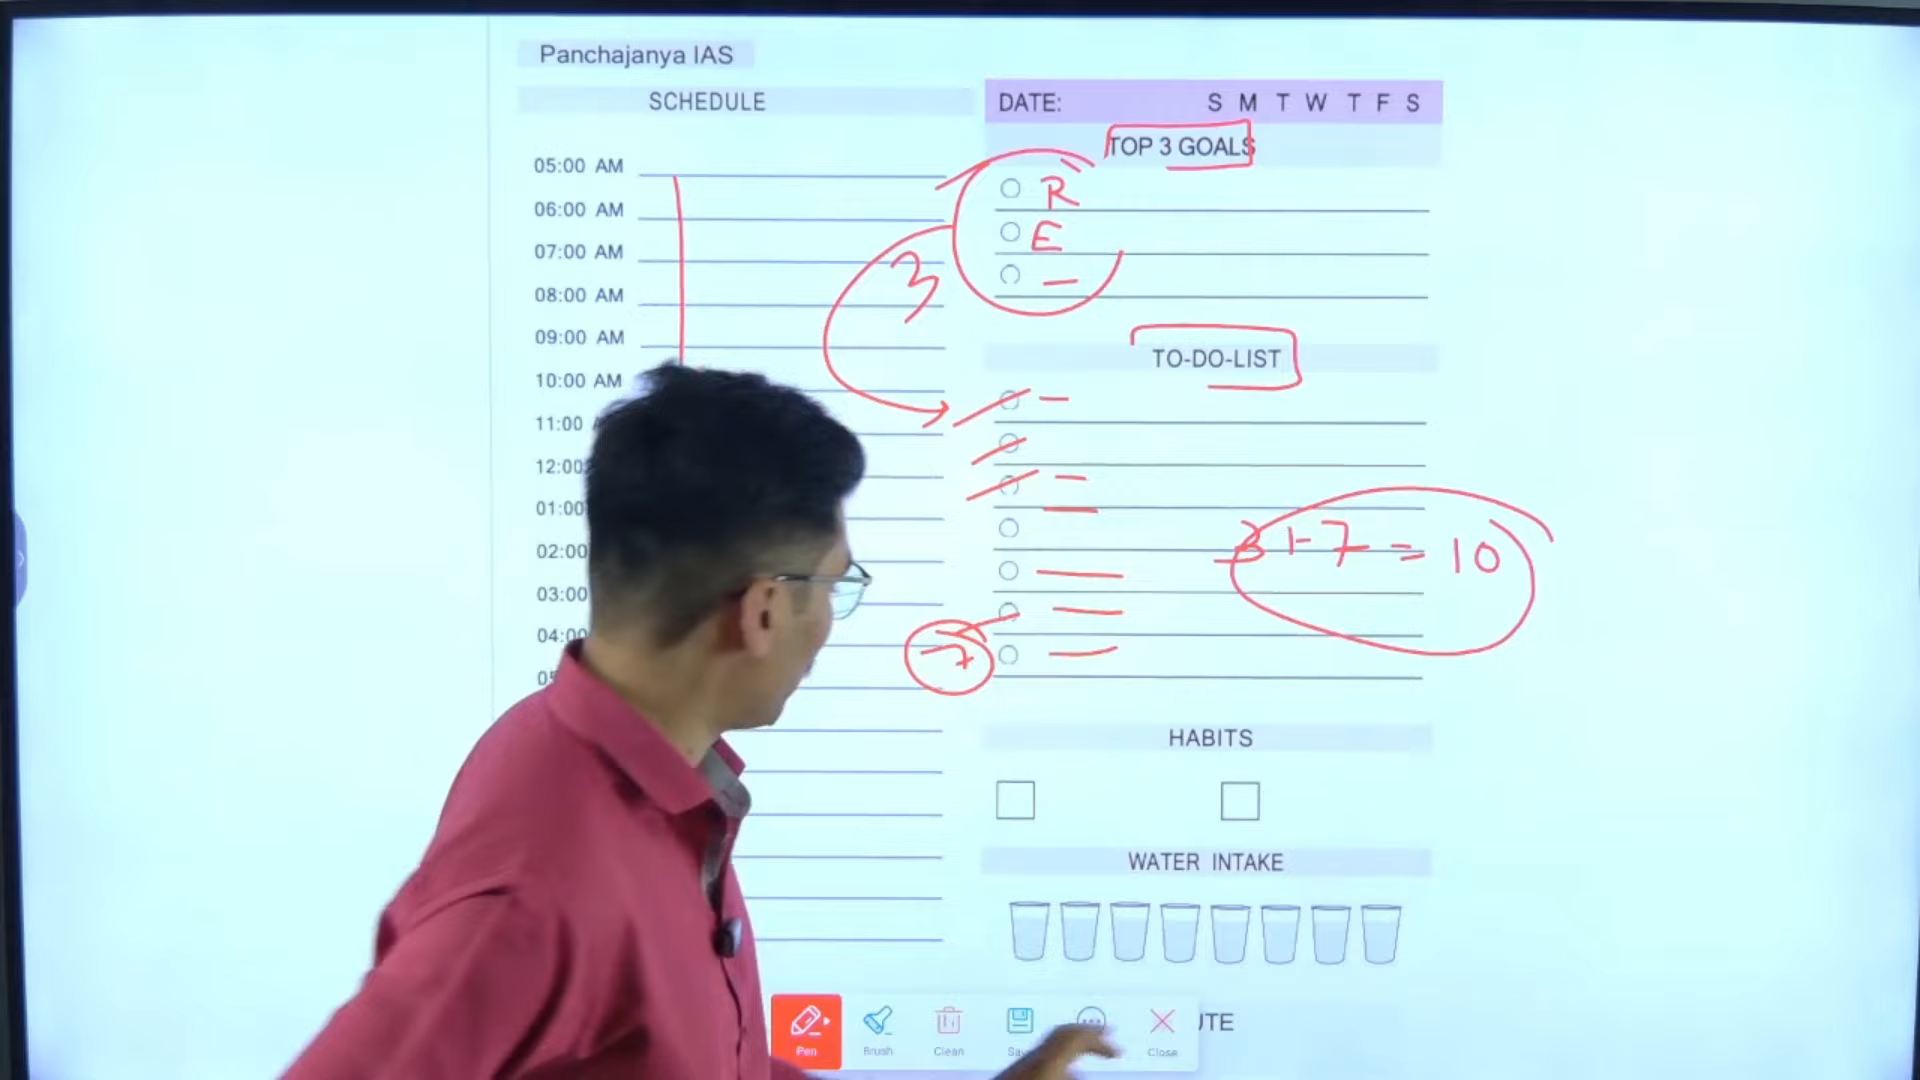 Panchajanya IAS
SCHEDULE
05:00 AM
06:00 AM
07:00 AM
08:00 AM
09:00 AM
10:00 AM
11:00
12:00
01:00
02:00
03:00
04:00
3
DATE: S M T W T F S
TOP 3 GOALS
R
E
TO-DO-LIST
3 + 7 = 10
7
HABITS
WATER INTAKE
Pen
Brush
Clean
Close